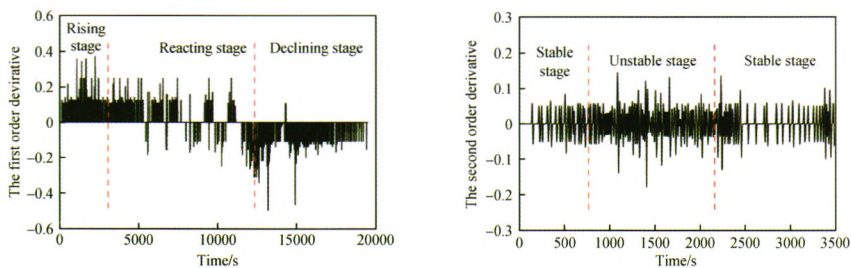 0.6
0.4
0.2
0
−0.2
−0.4
−0.6
The first order devirative
Rising
stage
Reacting stage
Declining stage
0
5000
10000
15000
20000
Time/s
0.3
0.2
0.1
0
−0.1
−0.2
−0.3
The second order derivative
Stable
stage
Unstable stage
Stable stage
0
500
1000
1500
2000
2500
3000
3500
Time/s